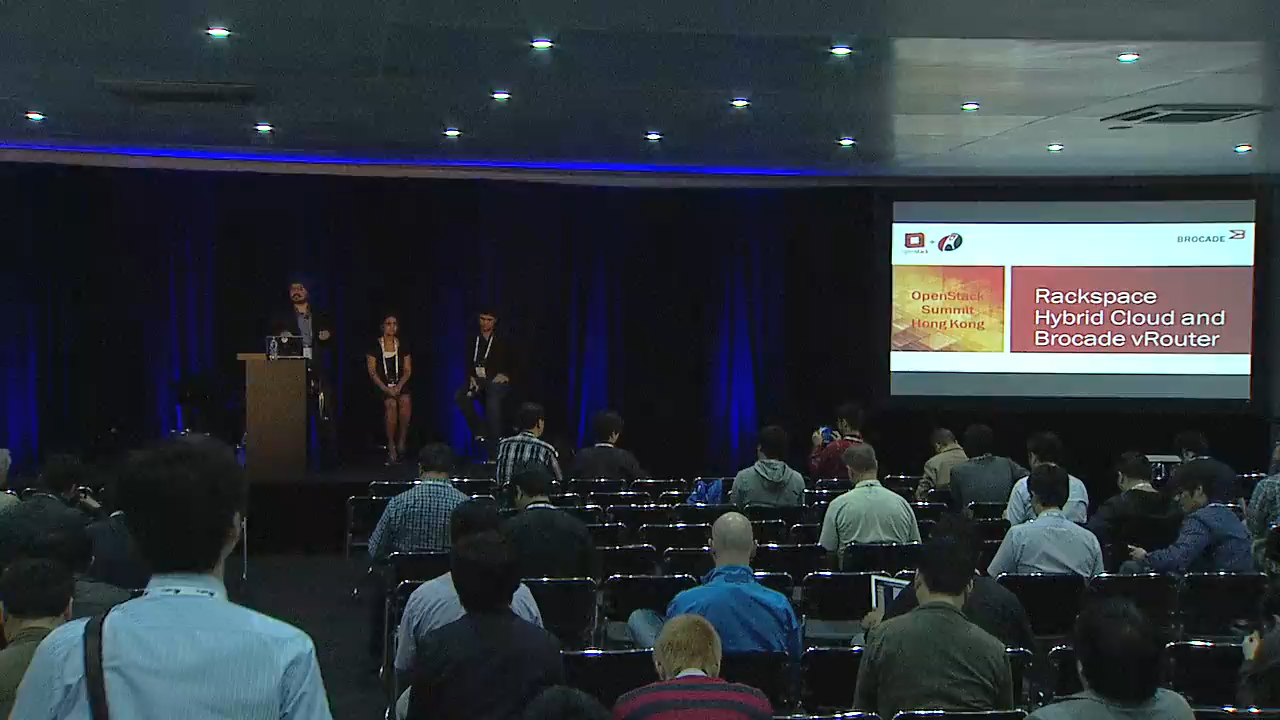 BROCADE
OpenStack
Summit
Hong Kong
Rackspace
Hybrid Cloud and
Brocade vRouter